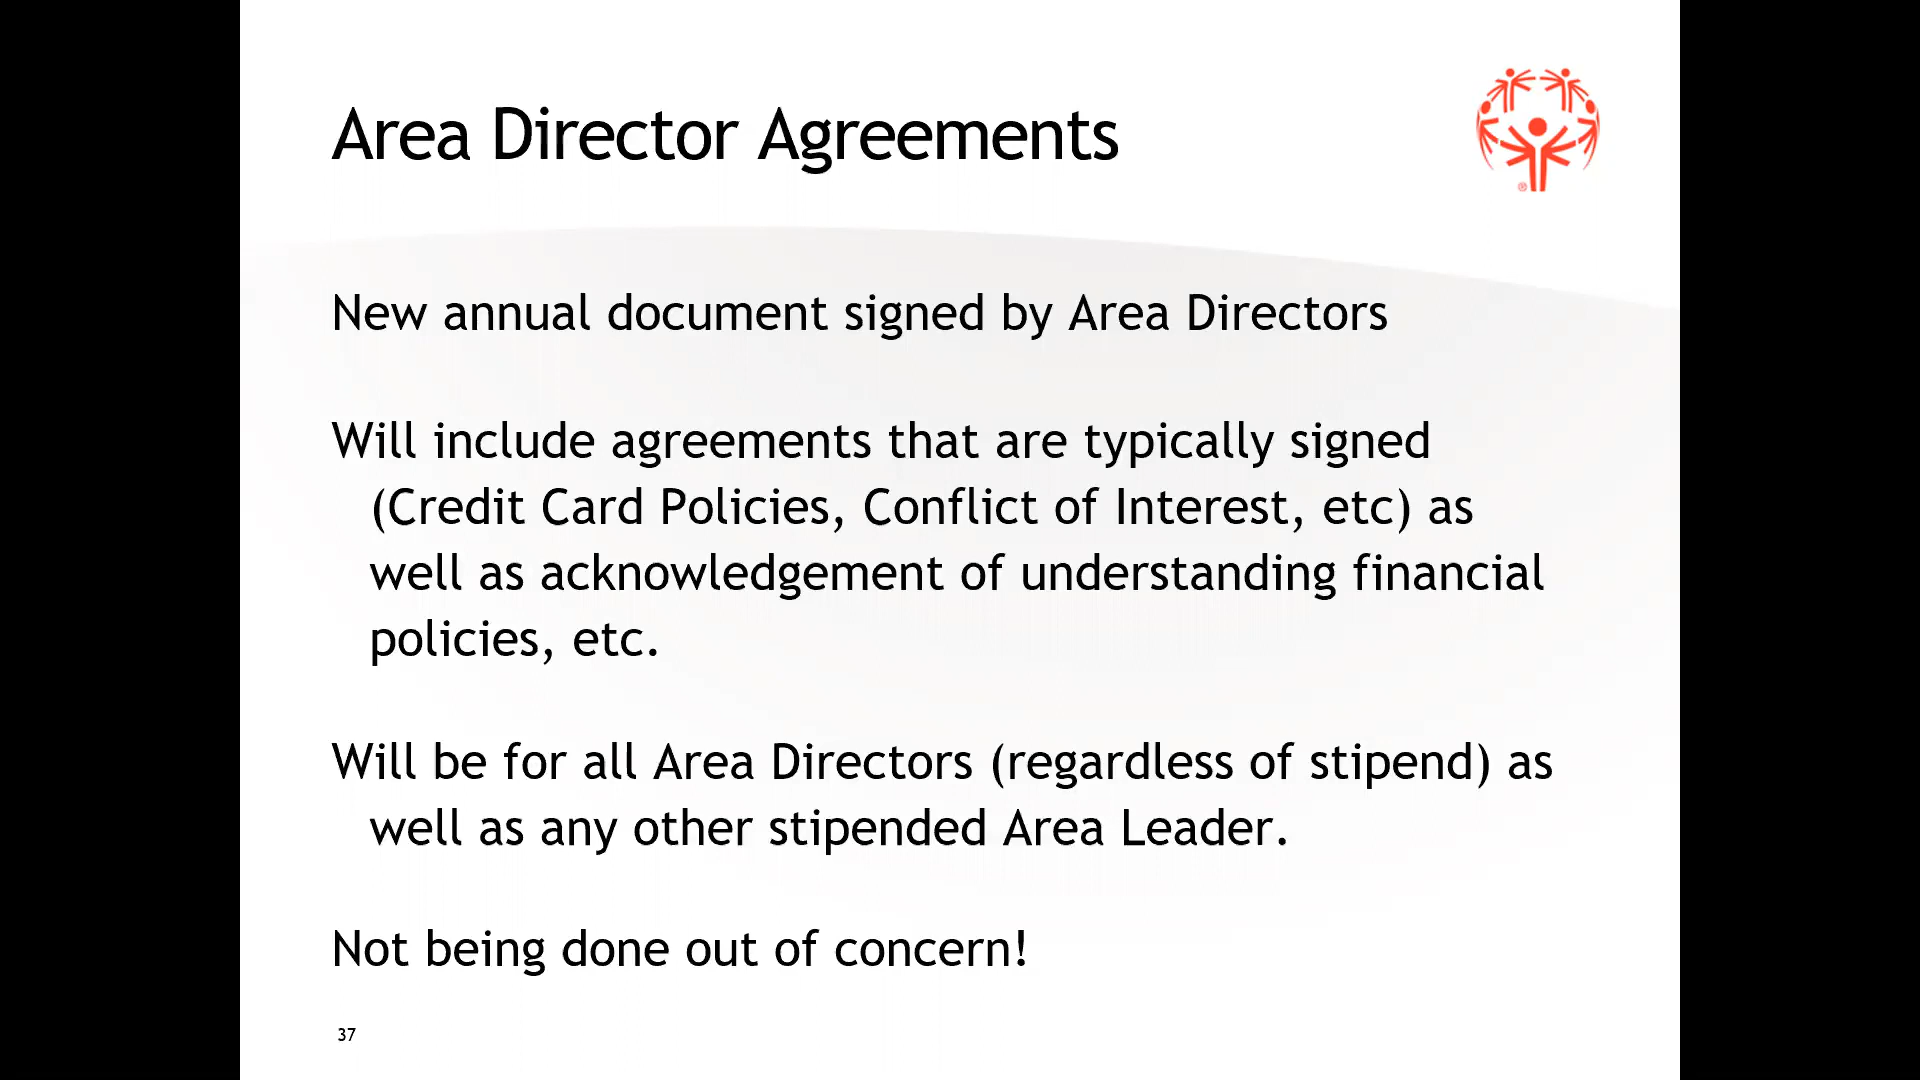 Area Director Agreements
®
New annual document signed by Area Directors
Will include agreements that are typically signed
(Credit Card Policies, Conflict of Interest, etc) as
well as acknowledgement of understanding financial
policies, etc.
Will be for all Area Directors (regardless of stipend) as
well as any other stipended Area Leader.
Not being done out of concern!
37